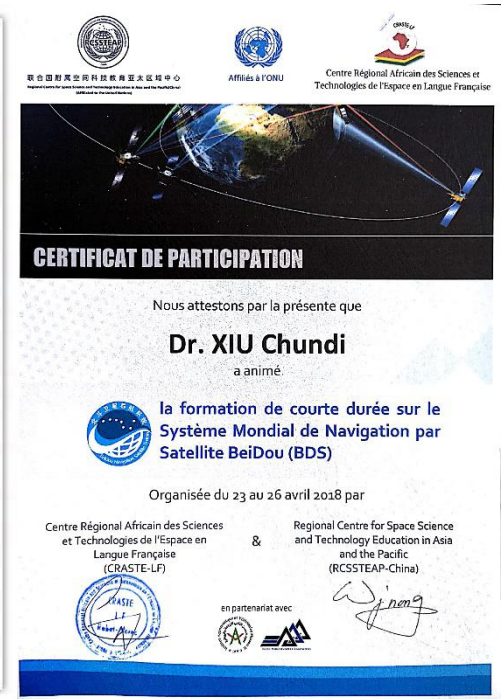 RCSSTEAP
联合国附属空间科技教育亚太区域中心
Regional Centre for Space Science and Technology Education in Asia and the Pacific(China)
(Affiliated to the United Nations)
Affiliés à l'ONU
CRASTE-LF
Centre Régional Africain des Sciences et
Technologies de l'Espace en Langue Française
CERTIFICAT DE PARTICIPATION
Nous attestons par la présente que
Dr. XIU Chundi
a animé
la formation de courte durée sur le
Système Mondial de Navigation par
Satellite BeiDou (BDS)
Organisée du 23 au 26 avril 2018 par
Centre Régional Africain des Sciences
et Technologies de l'Espace en
Langue Française
(CRASTE-LF)
&
Regional Centre for Space Science
and Technology Education in Asia
and the Pacific
(RCSSTEAP-China)
CRASTE
L F
en partenariat avec